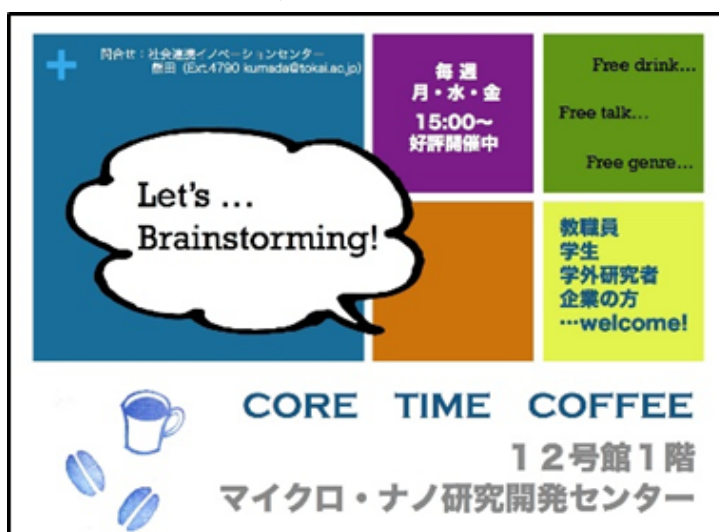 問合せ：社会連携イノベーションセンター
熊田（Ext.4790 kumada@tokai.ac.jp）
毎週
月・水・金
15:00〜
好評開催中
Free drink...
Free talk...
Free genre...
Let's ...
Brainstorming!
教職員
学生
学外研究者
企業の方
…welcome!
CORE TIME COFFEE
１２号館１階
マイクロ・ナノ研究開発センター